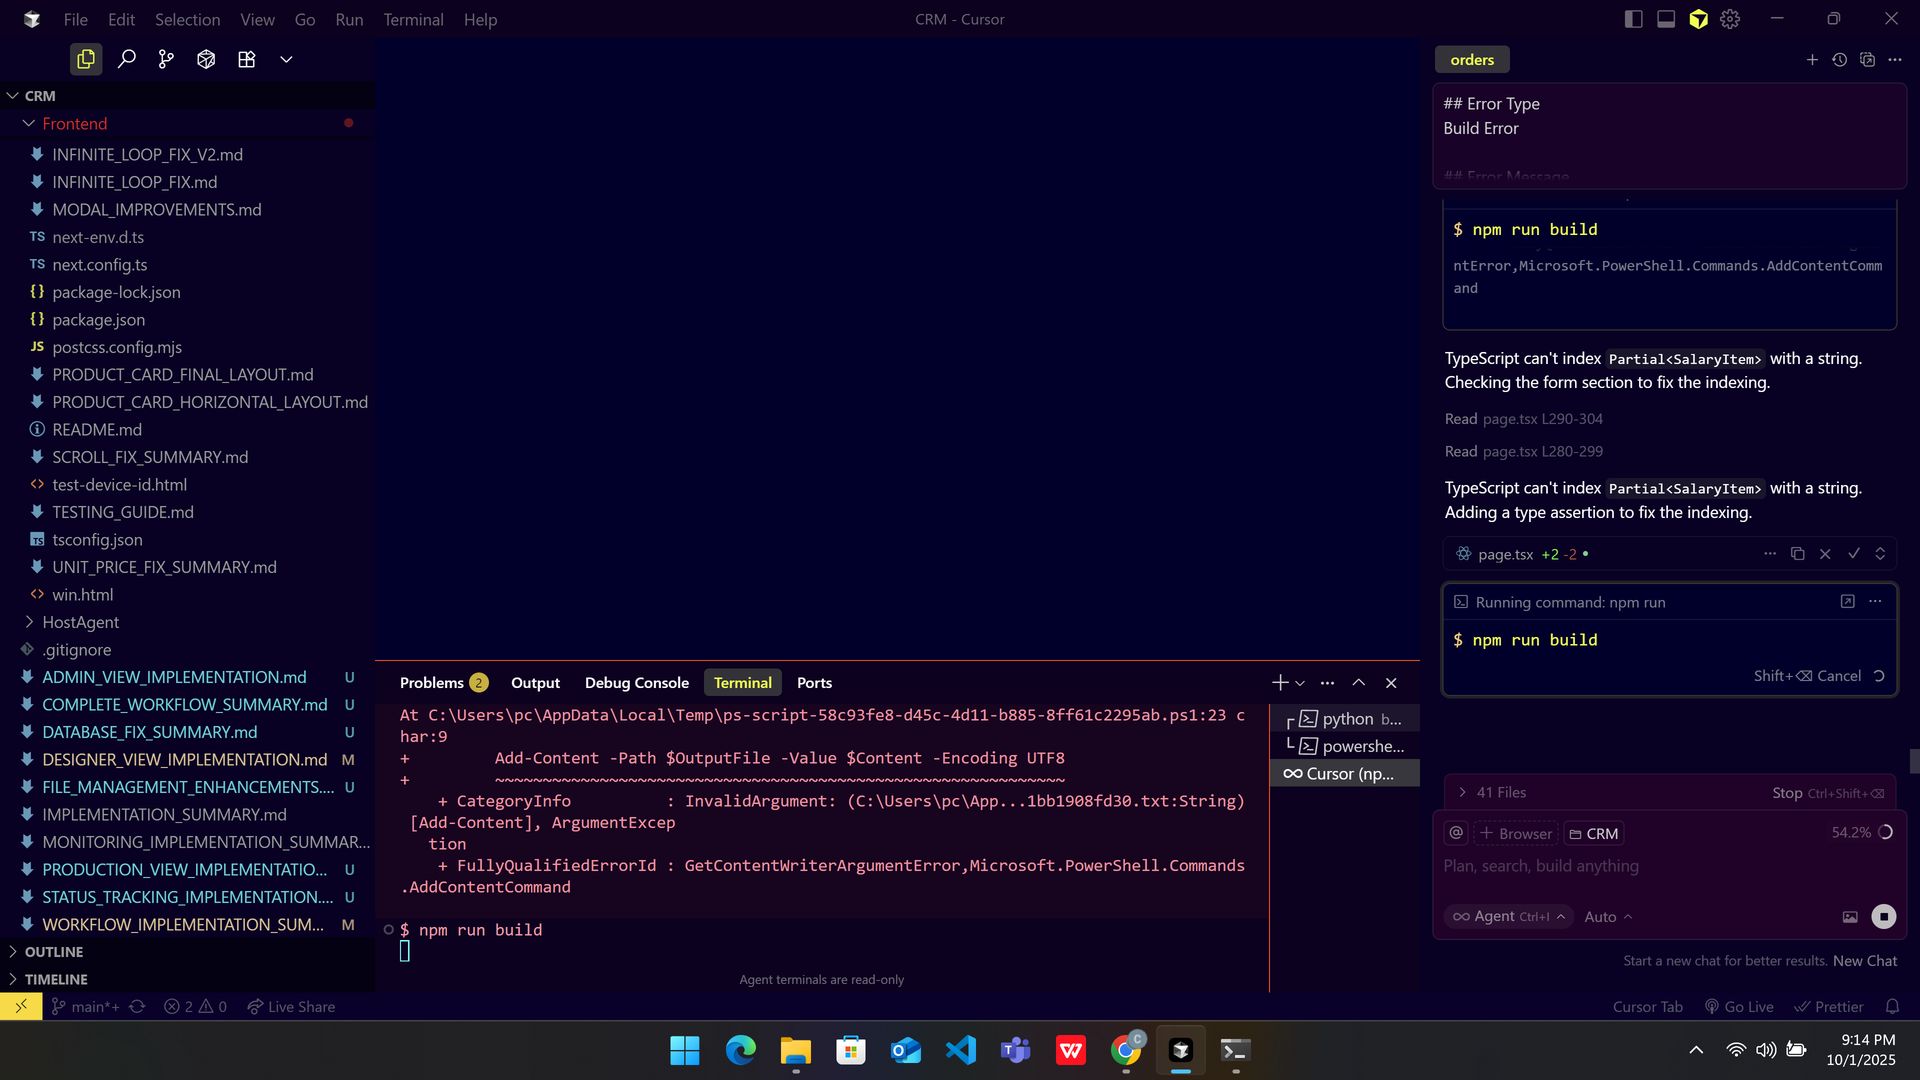 File Edit Selection View Go Run Terminal Help
CRM - Cursor
CRM
Frontend
INFINITE_LOOP_FIX_V2.md
INFINITE_LOOP_FIX.md
MODAL_IMPROVEMENTS.md
TS next-env.d.ts
TS next.config.ts
{} package-lock.json
{} package.json
JS postcss.config.mjs
PRODUCT_CARD_FINAL_LAYOUT.md
PRODUCT_CARD_HORIZONTAL_LAYOUT.md
README.md
SCROLL_FIX_SUMMARY.md
<> test-device-id.html
TESTING_GUIDE.md
TS tsconfig.json
UNIT_PRICE_FIX_SUMMARY.md
<> win.html
HostAgent
.gitignore
ADMIN_VIEW_IMPLEMENTATION.md U
COMPLETE_WORKFLOW_SUMMARY.md U
DATABASE_FIX_SUMMARY.md U
DESIGNER_VIEW_IMPLEMENTATION.md M
FILE_MANAGEMENT_ENHANCEMENTS.... U
IMPLEMENTATION_SUMMARY.md
MONITORING_IMPLEMENTATION_SUMMAR...
PRODUCTION_VIEW_IMPLEMENTATIO... U
STATUS_TRACKING_IMPLEMENTATION.... U
WORKFLOW_IMPLEMENTATION_SUM... M
OUTLINE
TIMELINE
Problems 2 Output Debug Console Terminal Ports
At C:\Users\pc\AppData\Local\Temp\ps-script-58c93fe8-d45c-4d11-b885-8ff61c2295ab.ps1:23 c
har:9
+         Add-Content -Path $OutputFile -Value $Content -Encoding UTF8
+         ~~~~~~~~~~~~~~~~~~~~~~~~~~~~~~~~~~~~~~~~~~~~~~~~~~~~~~~~~~~~
+ CategoryInfo          : InvalidArgument: (C:\Users\pc\App...1bb1908fd30.txt:String)
[Add-Content], ArgumentExcep
tion
+ FullyQualifiedErrorId : GetContentWriterArgumentError,Microsoft.PowerShell.Commands
.AddContentCommand
$ npm run build
Agent terminals are read-only
python b...
powershe...
Cursor (np...
orders
## Error Type
Build Error
## Error Message
$ npm run build
ntError,Microsoft.PowerShell.Commands.AddContentComm
and
TypeScript can't index Partial<SalaryItem> with a string.
Checking the form section to fix the indexing.
Read page.tsx L290-304
Read page.tsx L280-299
TypeScript can't index Partial<SalaryItem> with a string.
Adding a type assertion to fix the indexing.
page.tsx +2 -2
Running command: npm run
$ npm run build
Shift+⌫ Cancel
41 Files Stop Ctrl+Shift+⌫
@ + Browser CRM 54.2%
Plan, search, build anything
Agent Ctrl+I Auto
Start a new chat for better results. New Chat
main*+ 2 0 Live Share
Cursor Tab Go Live Prettier
9:14 PM
10/1/2025